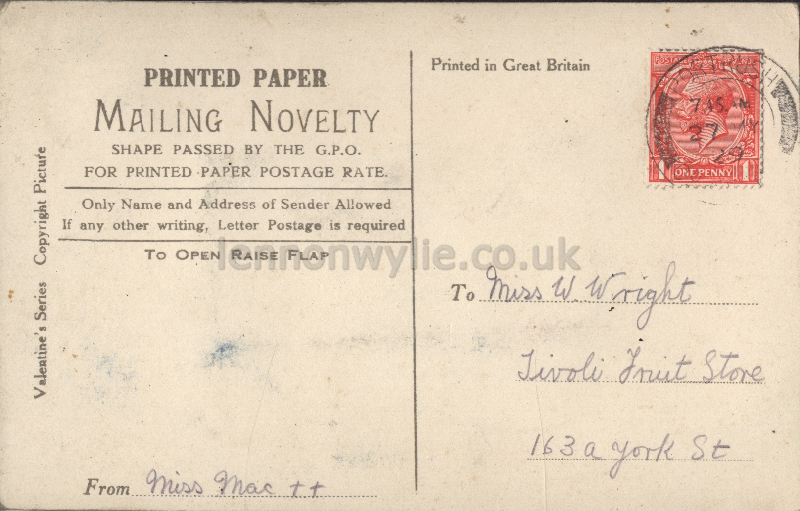 PRINTED PAPER
MAILING NOVELTY
SHAPE PASSED BY THE G.P.O.
FOR PRINTED PAPER POSTAGE RATE.
Only Name and Address of Sender Allowed
If any other writing, Letter Postage is required
TO OPEN RAISE FLAP
Valentine's Series Copyright Picture
From Miss Mac ++
Printed in Great Britain
7.15 AM
27
ONE PENNY
To Miss W. Wright
Tivoli Fruit Store
163a York St
lennonwylie.co.uk